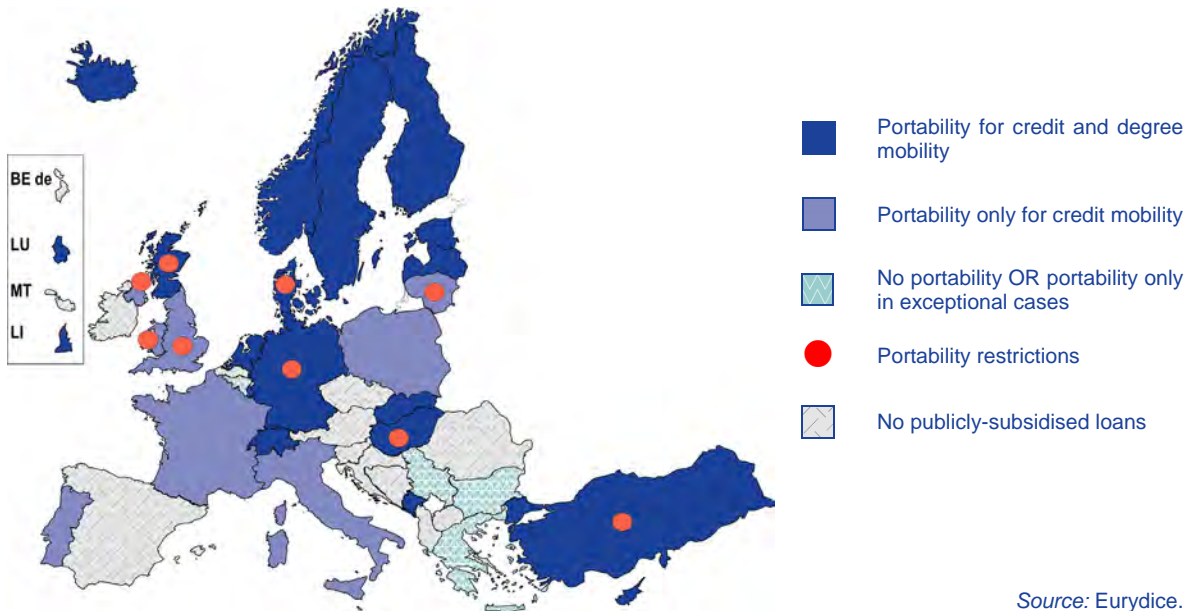 BE de
LU
MT
LI
Portability for credit and degree
mobility
Portability only for credit mobility
No portability OR portability only
in exceptional cases
Portability restrictions
No publicly-subsidised loans
Source: Eurydice.